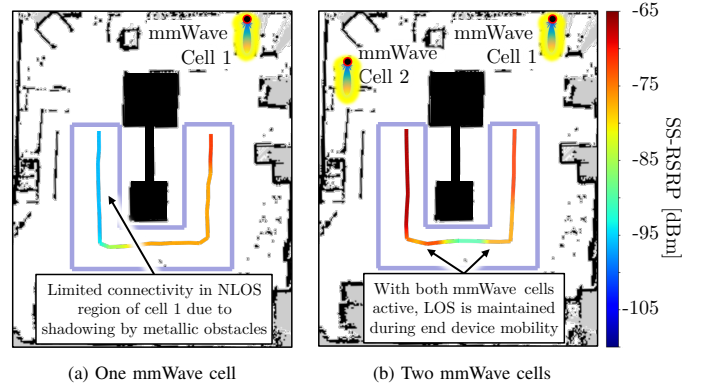 mmWave
Cell 1
Limited connectivity in NLOS
region of cell 1 due to
shadowing by metallic obstacles
(a) One mmWave cell
mmWave
Cell 2
mmWave
Cell 1
With both mmWave cells
active, LOS is maintained
during end device mobility
(b) Two mmWave cells
-65
-75
-85
-95
-105
SS-RSRP [dBm]